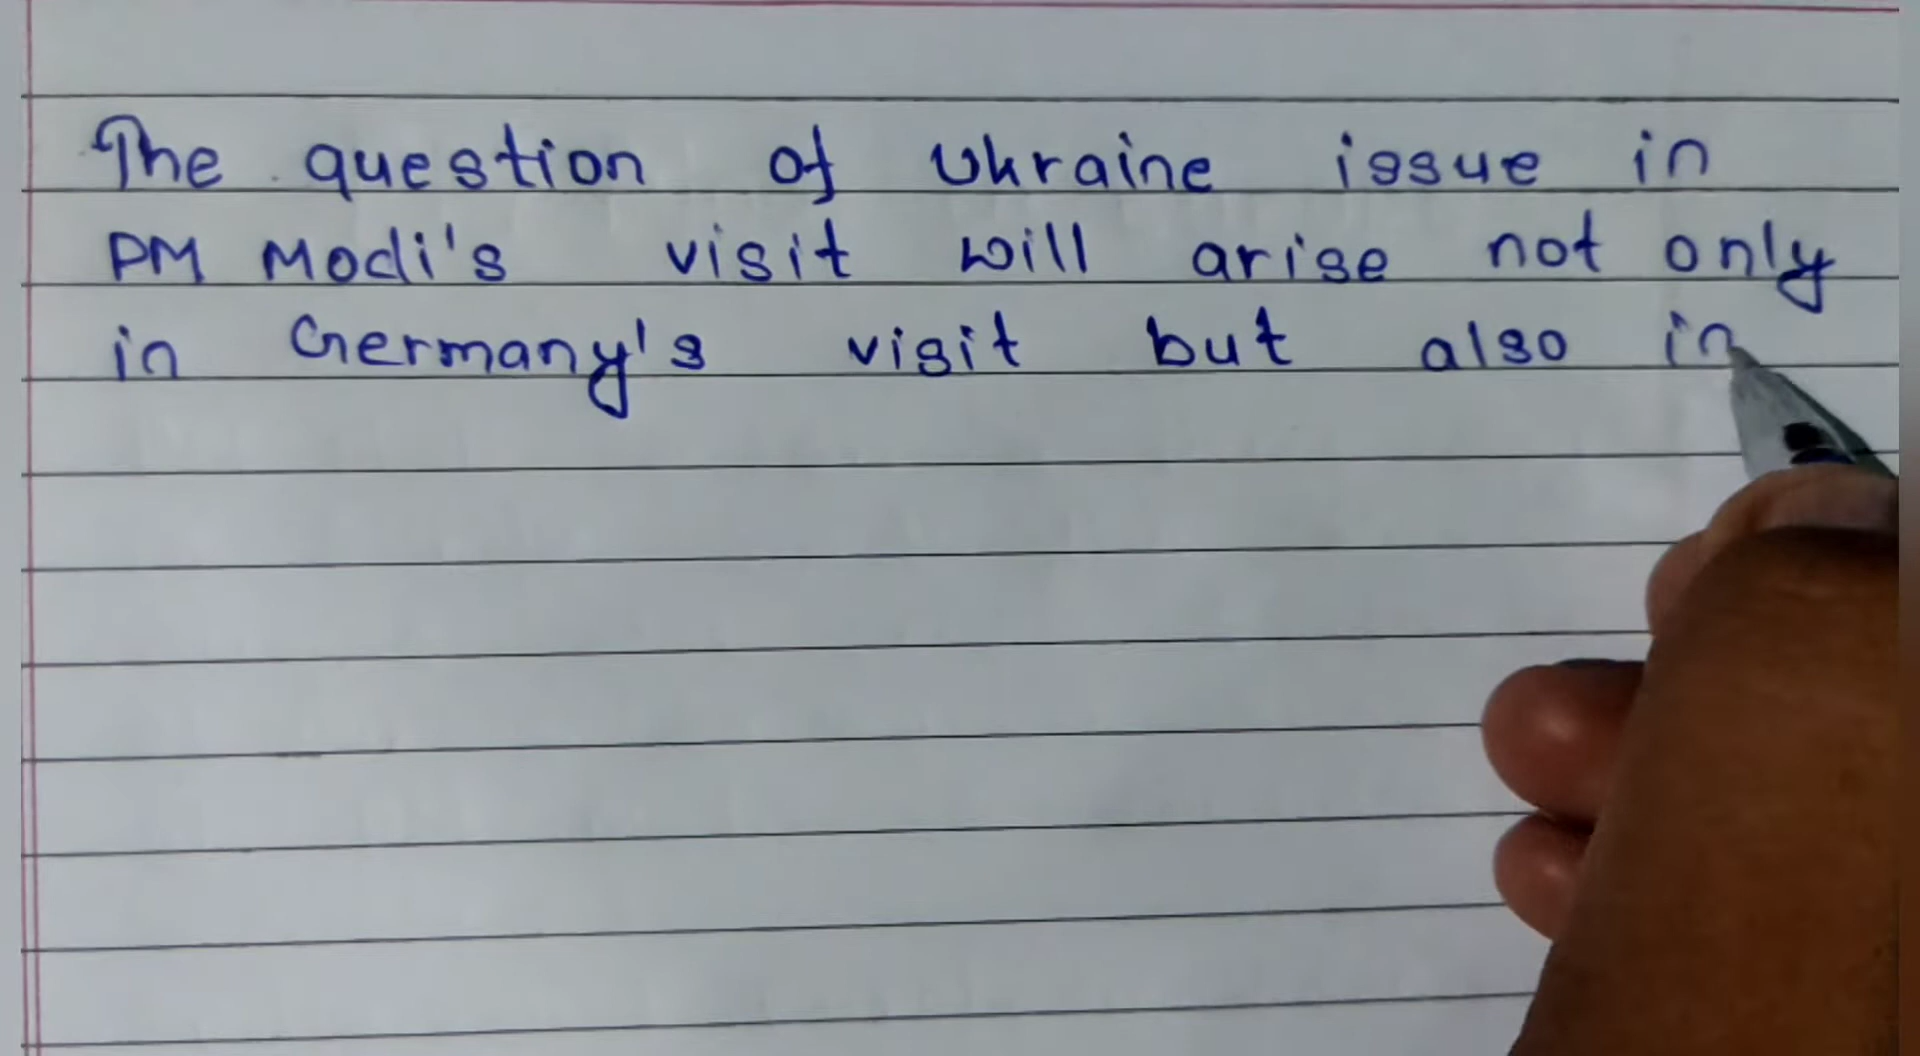 The question of Ukraine issue in
PM Modi's visit will arise not only
in Germany's visit but also in